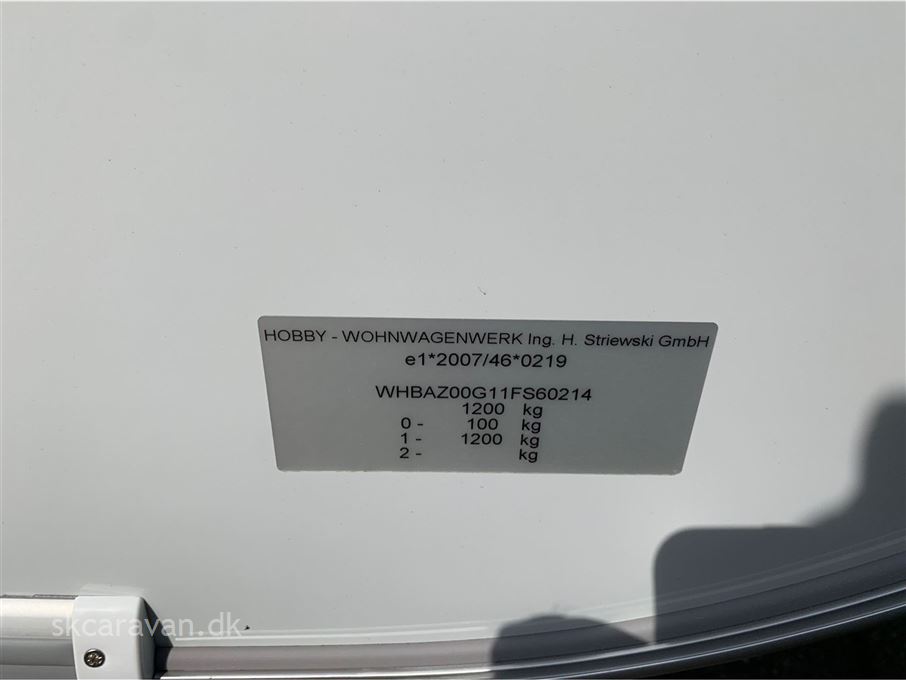 HOBBY - WOHNWAGENWERK Ing. H. Striewski GmbH
e1*2007/46*0219
WHBAZ00G11FS60214
1200 kg
0 - 100 kg
1 - 1200 kg
2 - kg
skcaravan.dk